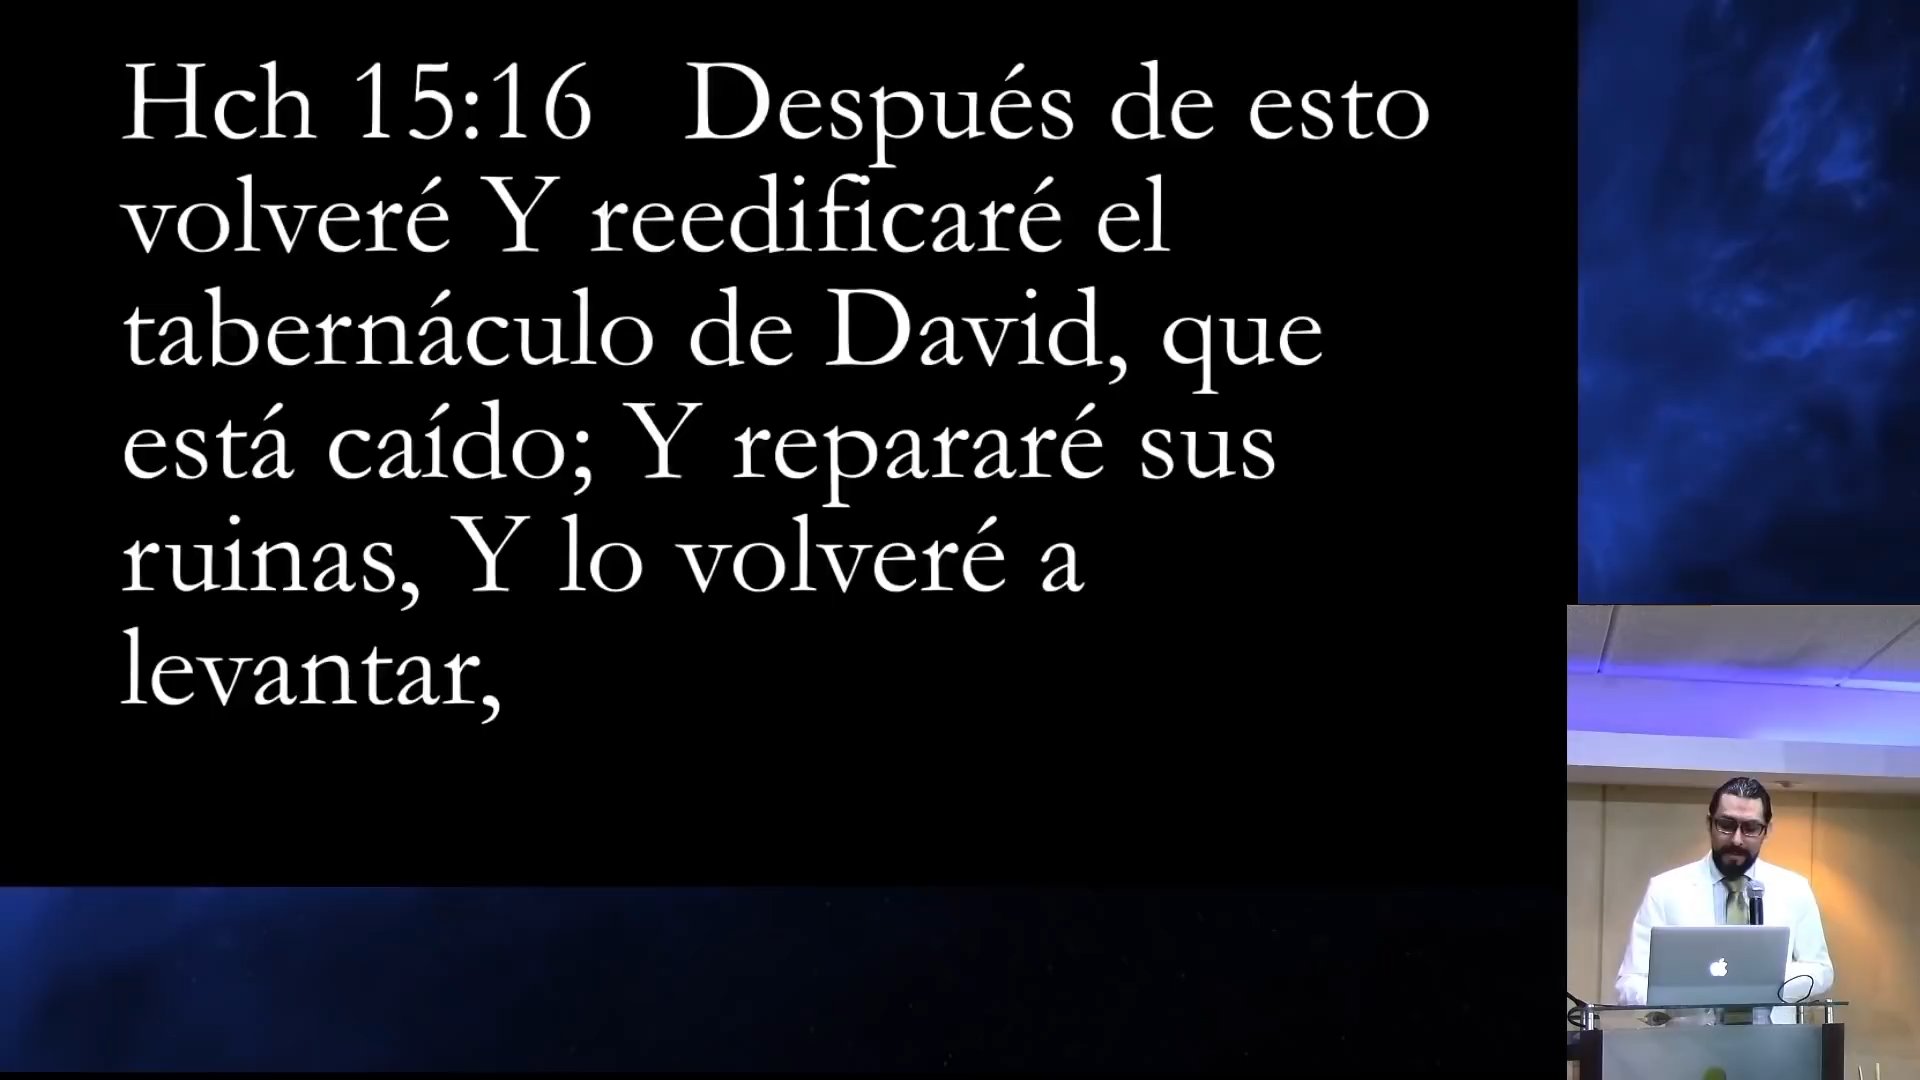 Hch 15:16 Después de esto
volveré Y reedificaré el
tabernáculo de David, que
está caído; Y repararé sus
ruinas, Y lo volveré a
levantar,